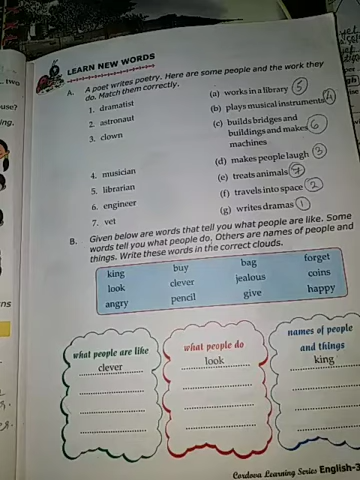 LEARN NEW WORDS
A. A poet writes poetry. Here are some people and the work they
do. Match them correctly.
1. dramatist
2. astronaut
3. clown
4. musician
5. librarian
6. engineer
7. vet
(a) works in a library 5
(b) plays musical instruments 4
(c) builds bridges and
buildings and makes 6
machines
(d) makes people laugh 3
(e) treats animals 7
(f) travels into space 2
(g) writes dramas 1
B. Given below are words that tell you what people are like. Some
words tell you what people do. Others are names of people and
things. Write these words in the correct clouds.
king buy bag forget
look clever jealous coins
angry pencil give happy
what people are like
clever
what people do
look
names of people
and things
king
Cordova Learning Series English-3
two
use?
ing.
ns